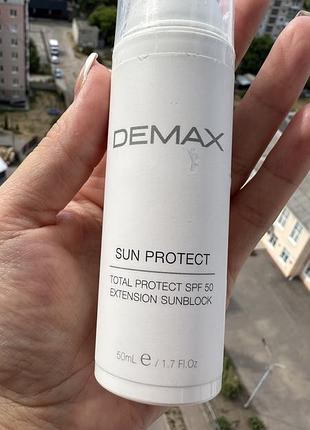 DEMAX
SUN PROTECT
TOTAL PROTECT SPF 50
EXTENSION SUNBLOCK
50mL ℮ / 1.7 Fl.Oz